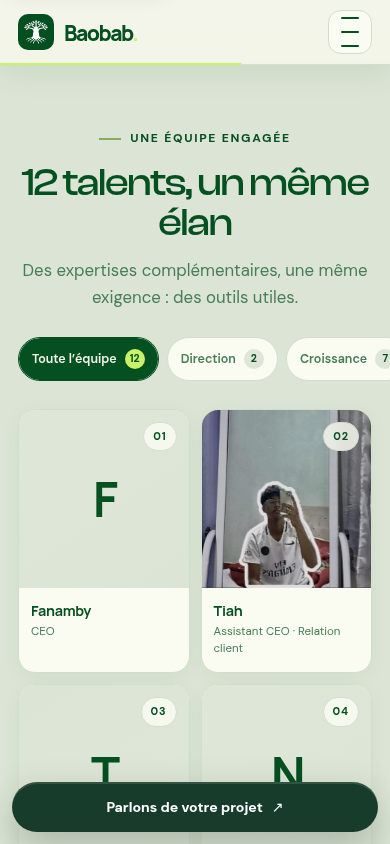 Baobab.
UNE ÉQUIPE ENGAGÉE
12 talents, un même
élan
Des expertises complémentaires, une même
exigence : des outils utiles.
Toute l’équipe 12 Direction 2 Croissance 7
01
F
Fanamby
CEO
02
Tiah
Assistant CEO · Relation
client
03
T
04
N
Parlons de votre projet ↗